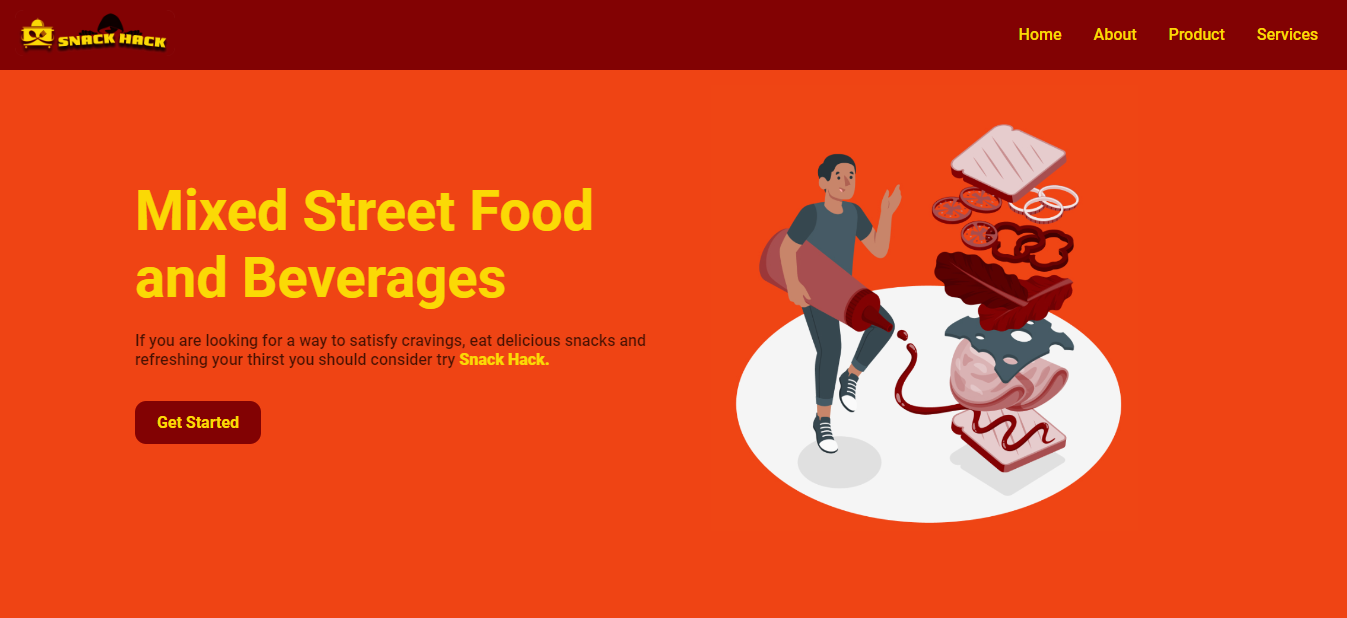 SNACK HACK
Home About Product Services
Mixed Street Food
and Beverages
If you are looking for a way to satisfy cravings, eat delicious snacks and
refreshing your thirst you should consider try Snack Hack.
Get Started